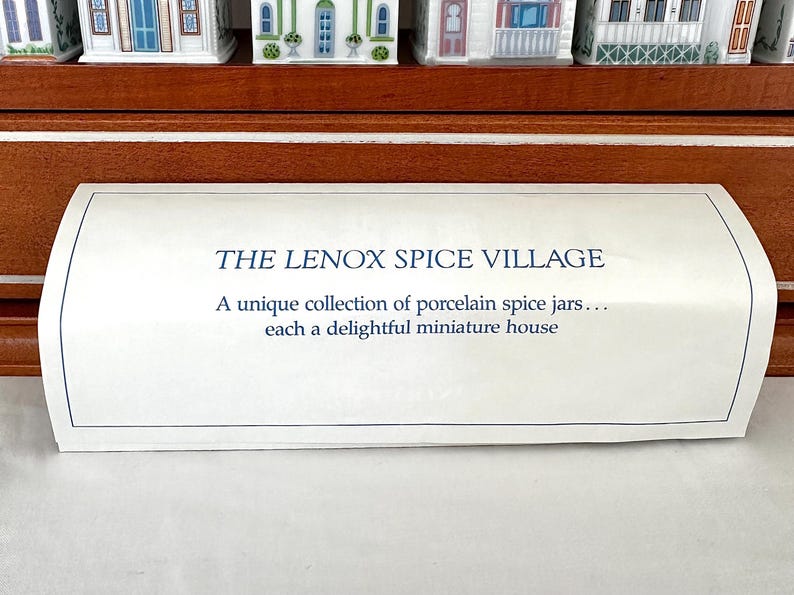 THE LENOX SPICE VILLAGE
A unique collection of porcelain spice jars...
each a delightful miniature house